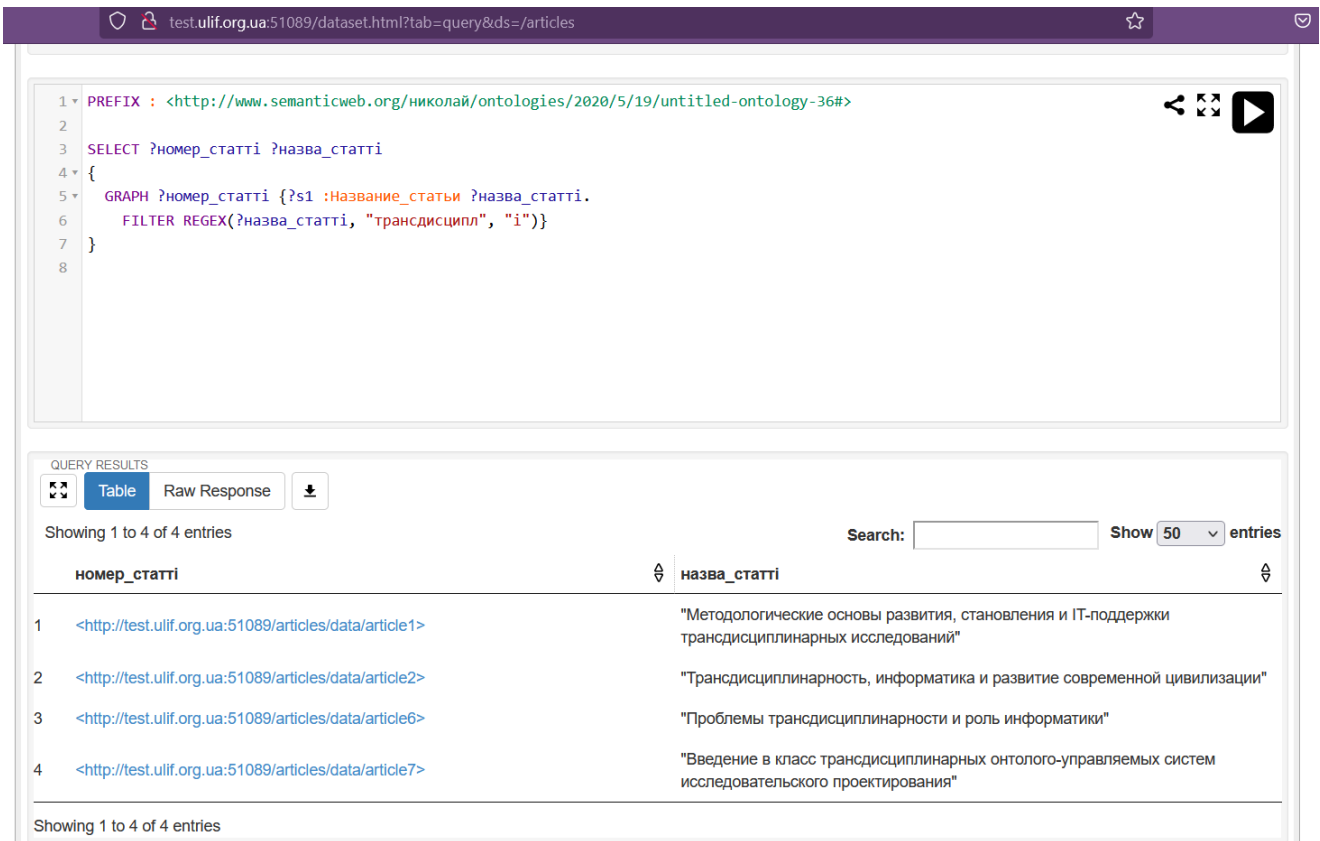 test.ulif.org.ua:51089/dataset.html?tab=query&ds=/articles
1 PREFIX : <http://www.semanticweb.org/николай/ontologies/2020/5/19/untitled-ontology-36#>
2
3 SELECT ?номер_статті ?назва_статті
4 {
5 GRAPH ?номер_статті {?s1 :Название_статьи ?назва_статті.
6 FILTER REGEX(?назва_статті, "трансдисципл", "i")}
7 }
8
QUERY RESULTS
Table Raw Response
Showing 1 to 4 of 4 entries Search: Show 50 entries
номер_статті назва_статті
1 <http://test.ulif.org.ua:51089/articles/data/article1> "Методологические основы развития, становления и IT-поддержки
трансдисциплинарных исследований"
2 <http://test.ulif.org.ua:51089/articles/data/article2> "Трансдисциплинарность, информатика и развитие современной цивилизации"
3 <http://test.ulif.org.ua:51089/articles/data/article6> "Проблемы трансдисциплинарности и роль информатики"
4 <http://test.ulif.org.ua:51089/articles/data/article7> "Введение в класс трансдисциплинарных онтолого-управляемых систем
исследовательского проектирования"
Showing 1 to 4 of 4 entries